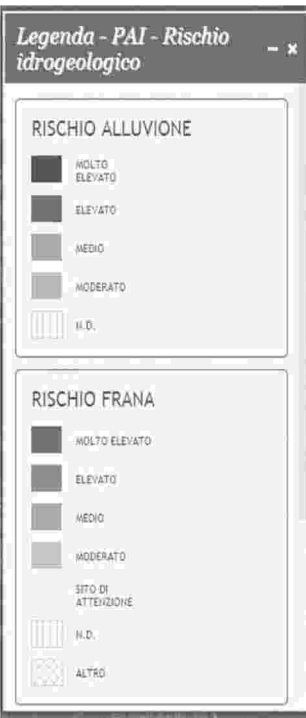 Legenda - PAI - Rischio
idrogeologico
RISCHIO ALLUVIONE
MOLTO
ELEVATO
ELEVATO
MEDIO
MODERATO
N.D.
RISCHIO FRANA
MOLTO ELEVATO
ELEVATO
MEDIO
MODERATO
SITO DI
ATTENZIONE
N.D.
ALTRO